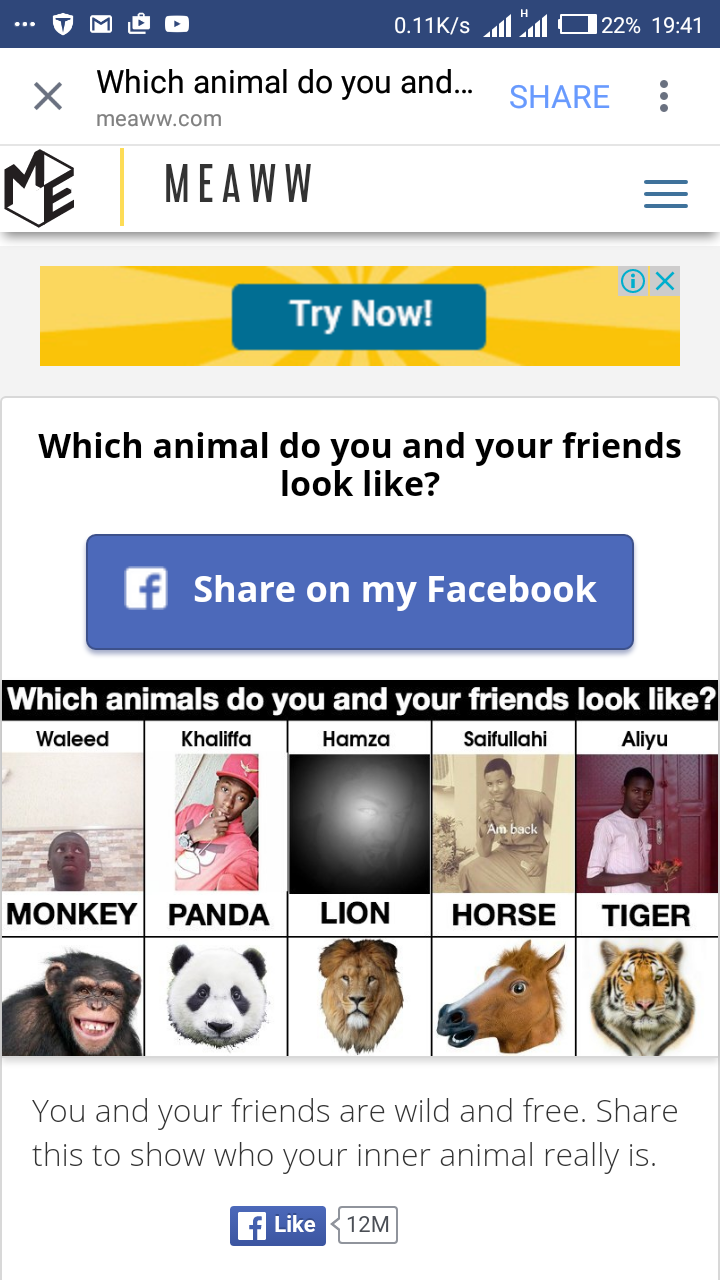 0.11K/s H 22% 19:41
Which animal do you and...
meaww.com
SHARE
ME
MEAWW
Try Now!
Which animal do you and your friends
look like?
Share on my Facebook
Which animals do you and your friends look like?
Waleed Khaliffa Hamza Saifullahi Aliyu
Am back
MONKEY PANDA LION HORSE TIGER
You and your friends are wild and free. Share
this to show who your inner animal really is.
Like 12M